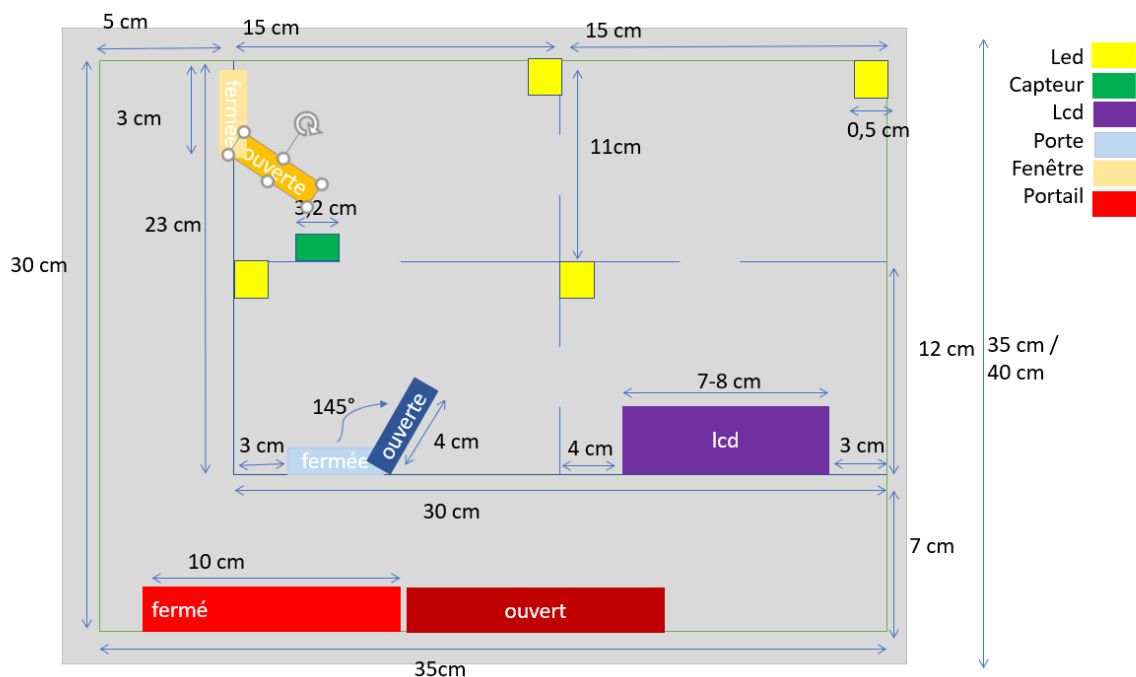 5 cm
15 cm
15 cm
Led
Capteur
Lcd
Porte
Fenêtre
Portail
fermée
3 cm
0,5 cm
11cm
ouverte
3,2 cm
23 cm
30 cm
12 cm
35 cm /
40 cm
7-8 cm
145°
ouverte
lcd
3 cm
4 cm
4 cm
3 cm
fermée
30 cm
7 cm
10 cm
fermé
ouvert
35cm